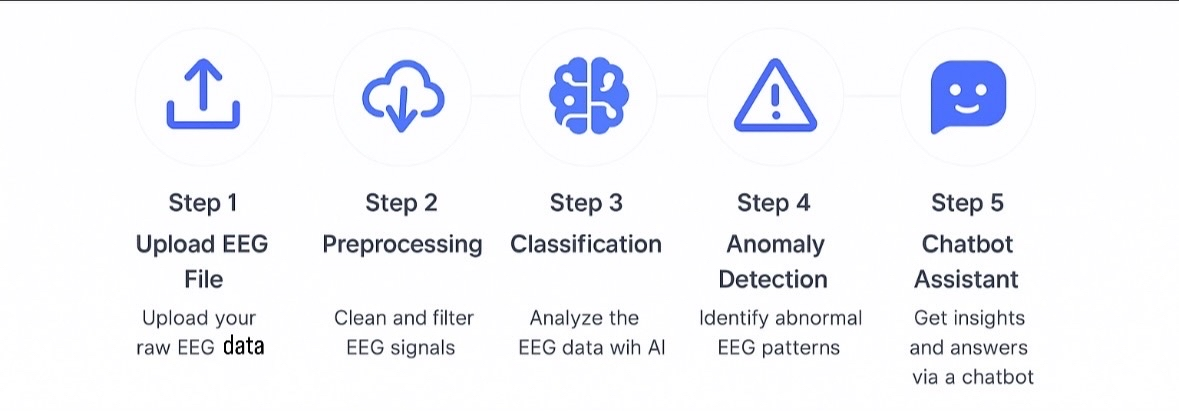 Step 1
Upload EEG
File
Upload your
raw EEG data
Step 2
Preprocessing
Clean and filter
EEG signals
Step 3
Classification
Analyze the
EEG data wih AI
Step 4
Anomaly
Detection
Identify abnormal
EEG patterns
Step 5
Chatbot
Assistant
Get insights
and answers
via a chatbot